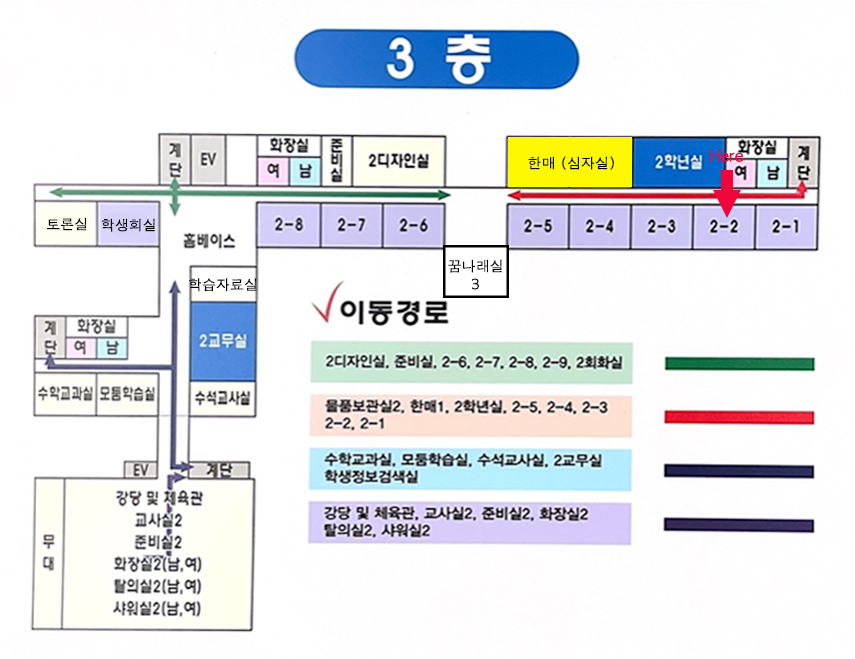 3 층
계단
EV
화장실
여 남
준비실
2디자인실
한매 (심자실)
2학년실
Here
화장실
여 남
계단
토론실
학생회실
홈베이스
2-8
2-7
2-6
2-5
2-4
2-3
2-2
2-1
꿈나래실
3
학습자료실
2교무실
수석교사실
계단
화장실
여 남
수학교과실
모둠학습실
EV
계단
무대
강당 및 체육관
교사실2
준비실2
화장실2(남,여)
탈의실2(남,여)
샤워실2(남,여)
이동경로
2디자인실, 준비실, 2-6, 2-7, 2-8, 2-9, 2회화실
물품보관실2, 한매1, 2학년실, 2-5, 2-4, 2-3
2-2, 2-1
수학교과실, 모둠학습실, 수석교사실, 2교무실
학생정보검색실
강당 및 체육관, 교사실2, 준비실2, 화장실2
탈의실2, 샤워실2